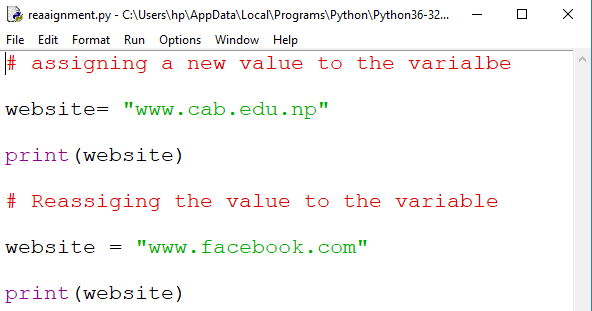 reaaignment.py - C:\Users\hp\AppData\Local\Programs\Python\Python36-32...
File Edit Format Run Options Window Help
# assigning a new value to the varialbe
website= "www.cab.edu.np"
print(website)
# Reassiging the value to the variable
website = "www.facebook.com"
print(website)